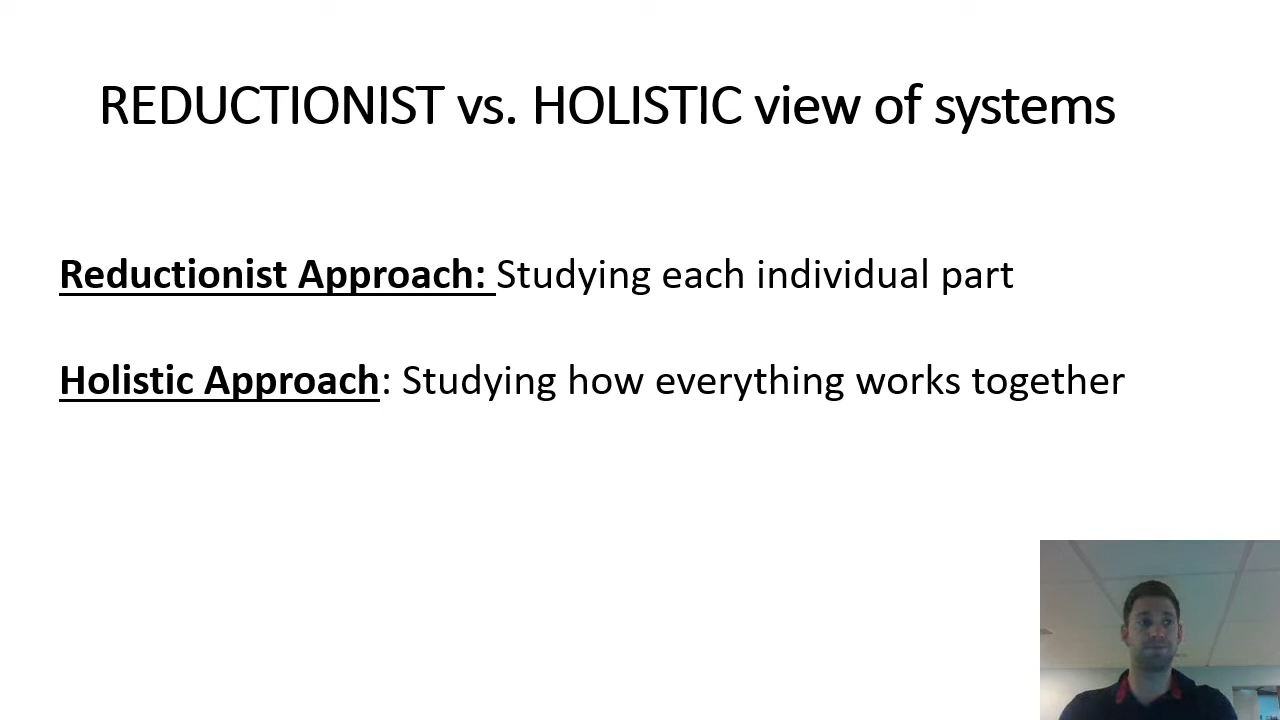 REDUCTIONIST vs. HOLISTIC view of systems
Reductionist Approach: Studying each individual part
Holistic Approach: Studying how everything works together